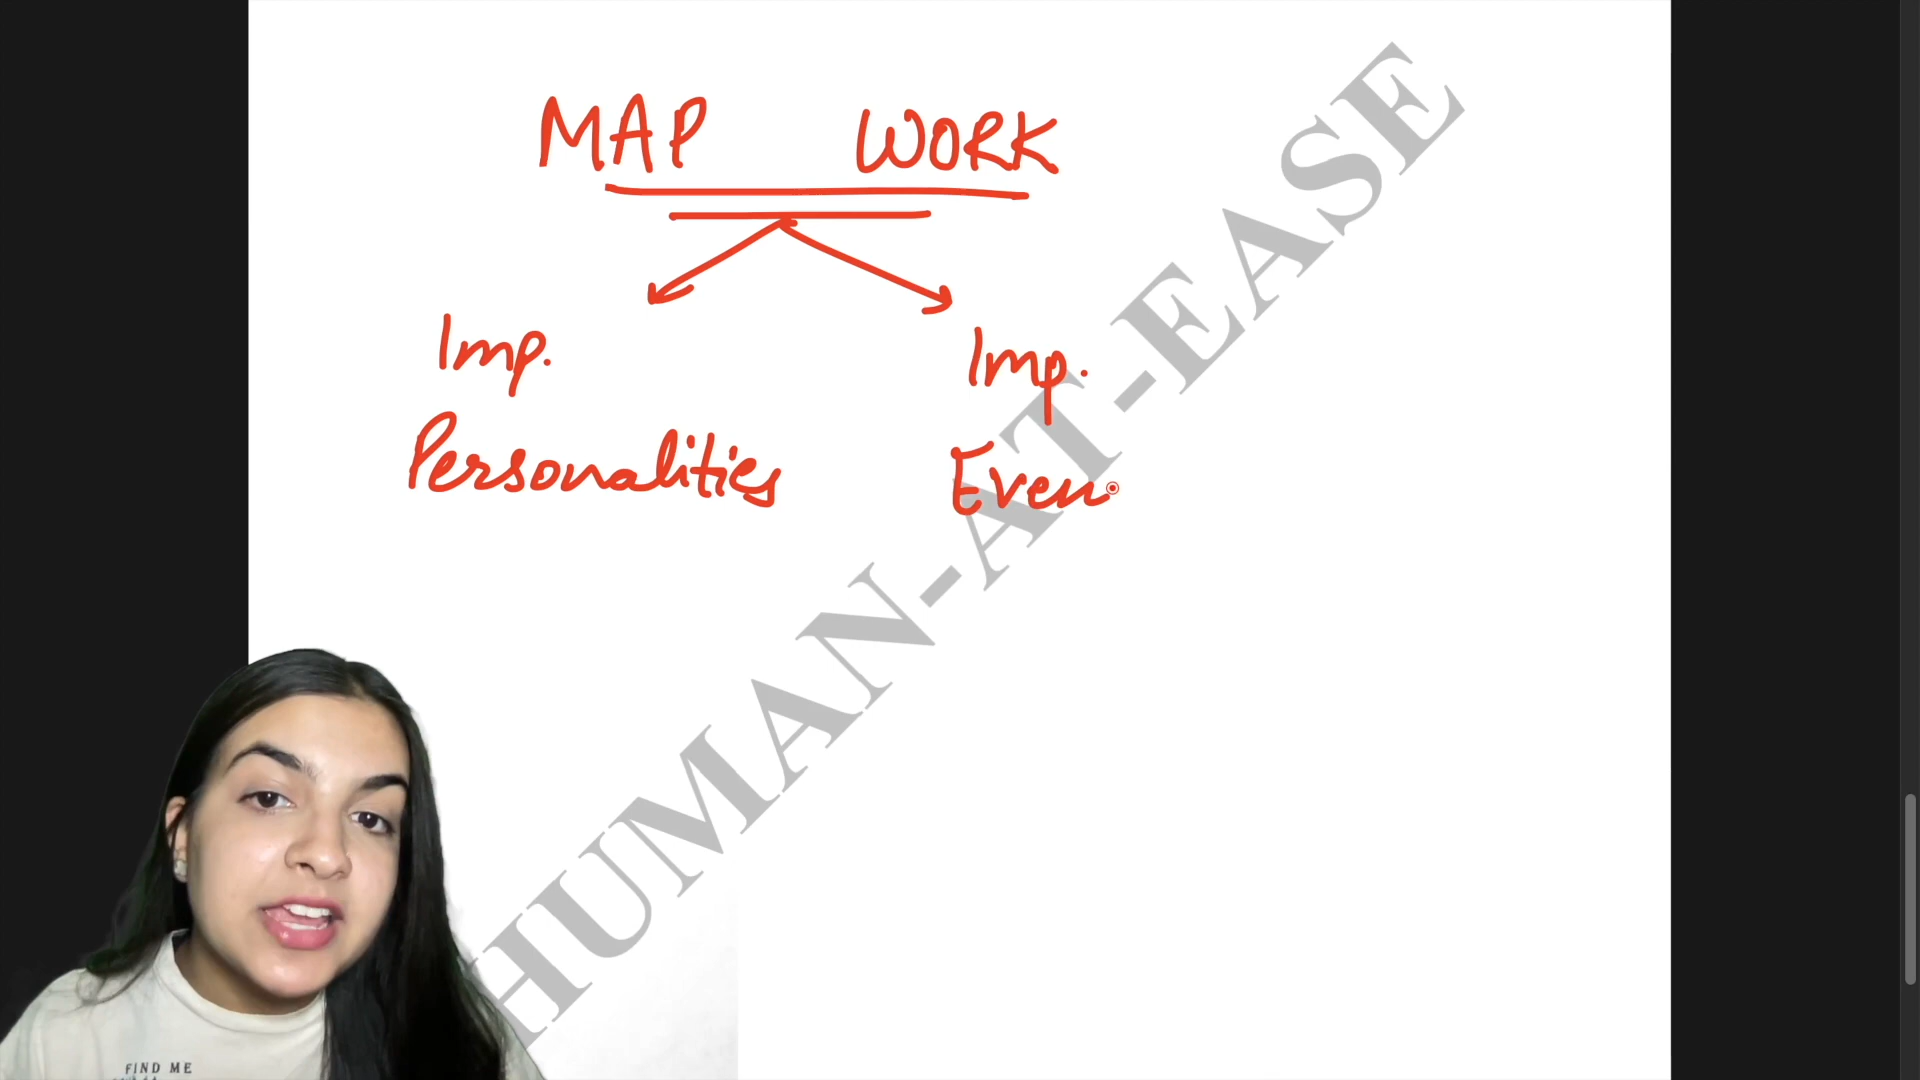 MAP WORK
Imp. Imp.
Personalities Even
HUMAN-AT-EASE
FIND ME